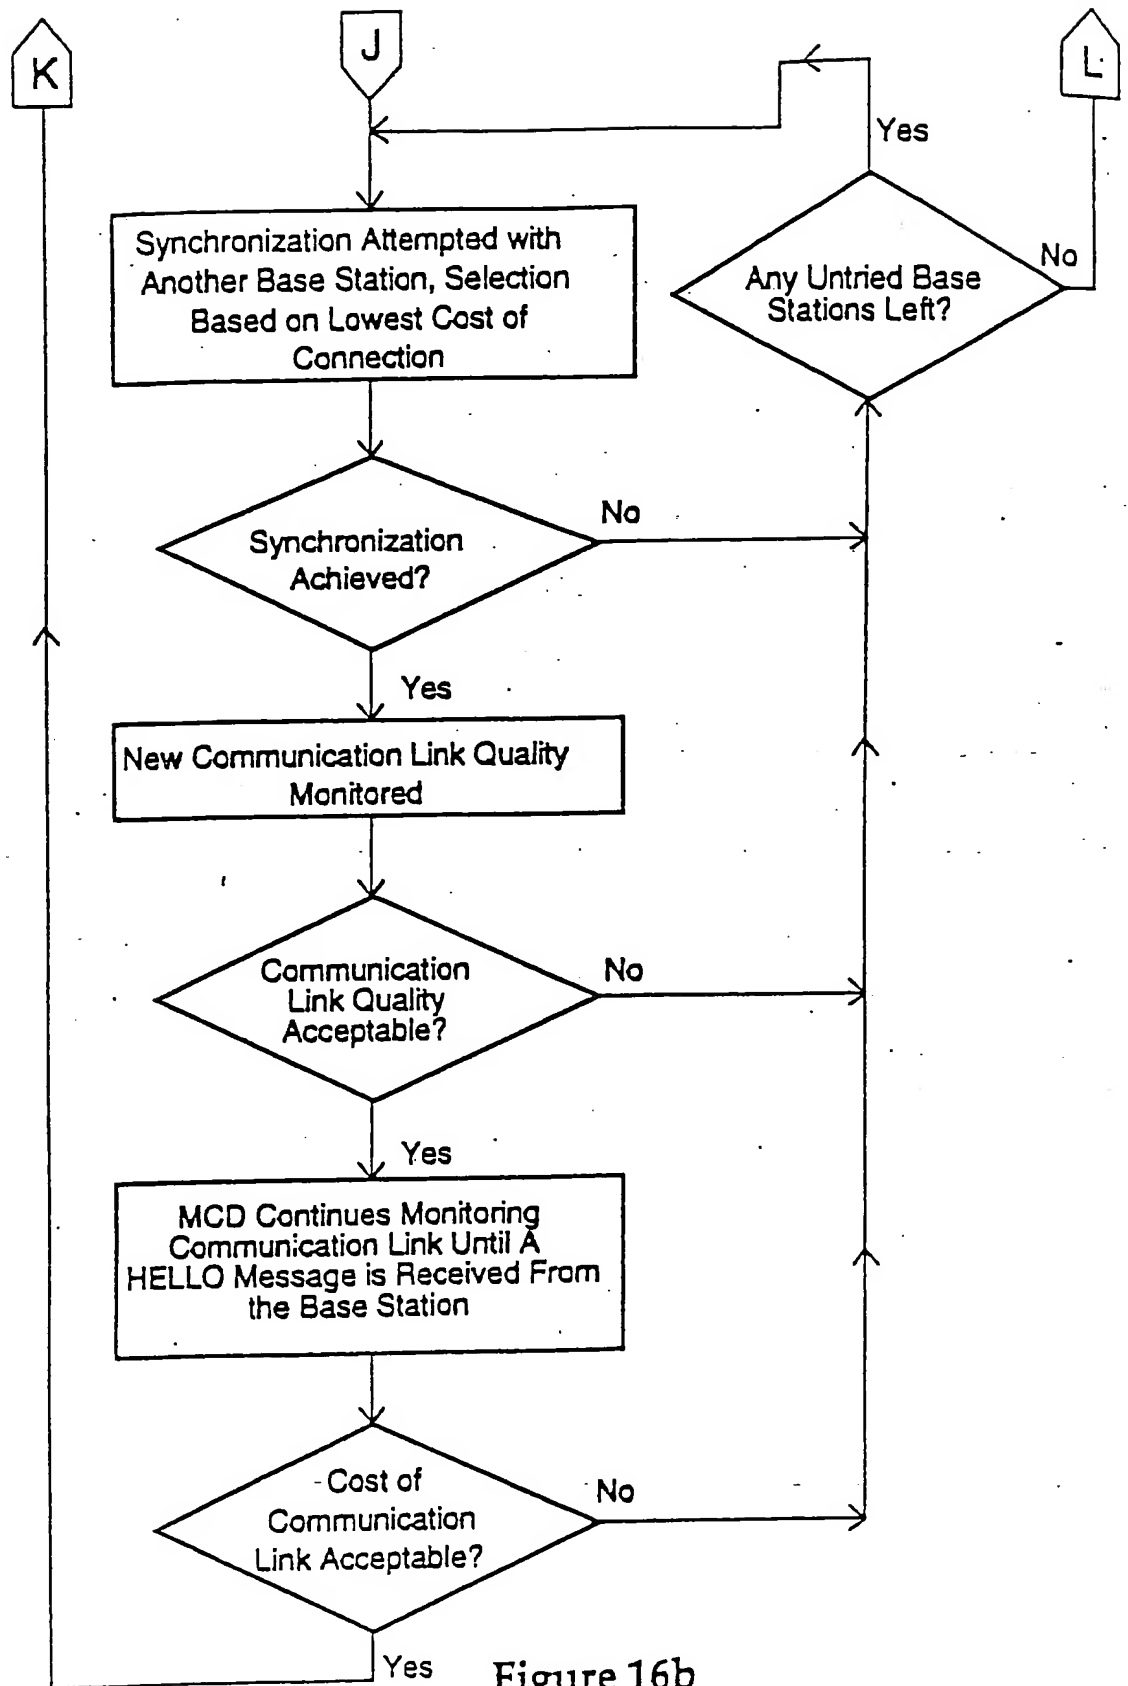 K
J
L
Yes
Synchronization Attempted with
Another Base Station, Selection
Based on Lowest Cost of
Connection
Any Untried Base
Stations Left?
No
Synchronization
Achieved?
No
Yes
New Communication Link Quality
Monitored
Communication
Link Quality
Acceptable?
No
Yes
MCD Continues Monitoring
Communication Link Until A
HELLO Message is Received From
the Base Station
Cost of
Communication
Link Acceptable?
No
Yes
Figure 16b